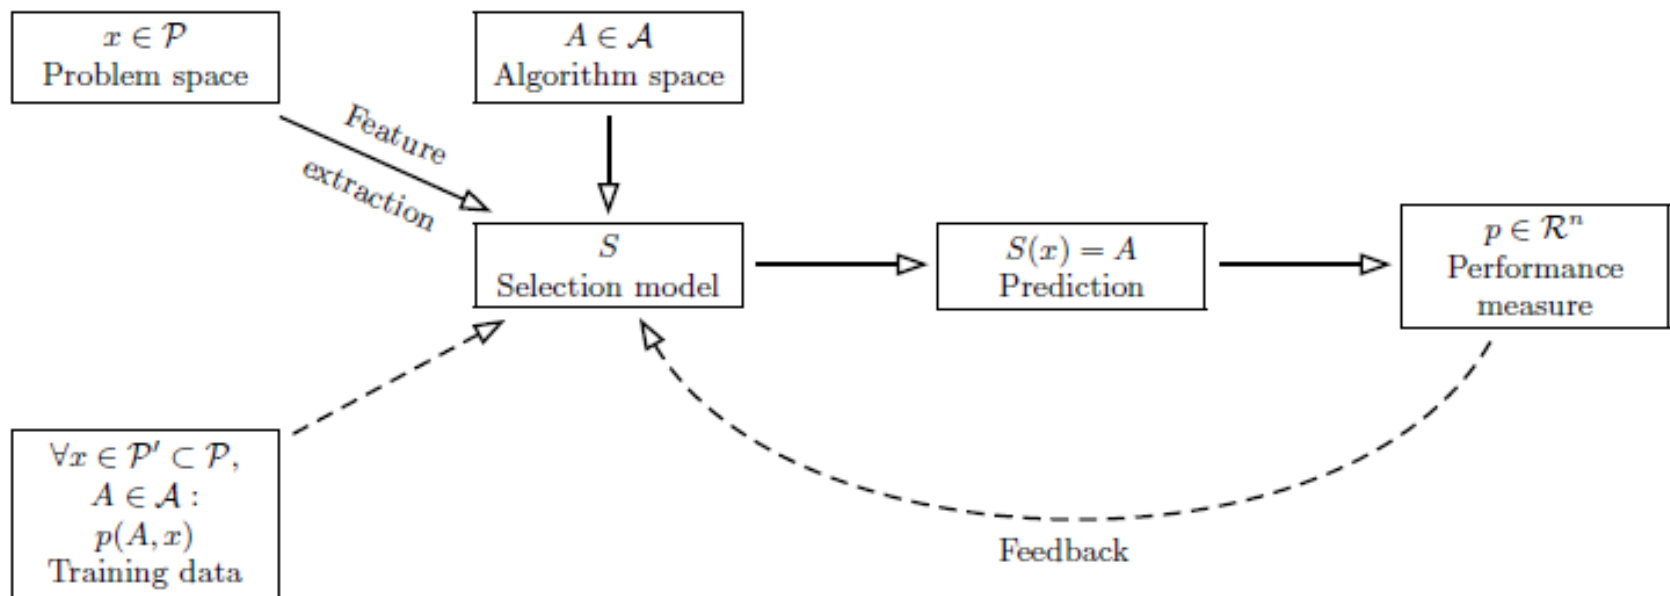 x ∈ 𝒫
Problem space
A ∈ 𝒜
Algorithm space
Feature
extraction
S
Selection model
S(x) = A
Prediction
p ∈ ℛⁿ
Performance
measure
∀x ∈ 𝒫′ ⊂ 𝒫,
A ∈ 𝒜 :
p(A, x)
Training data
Feedback